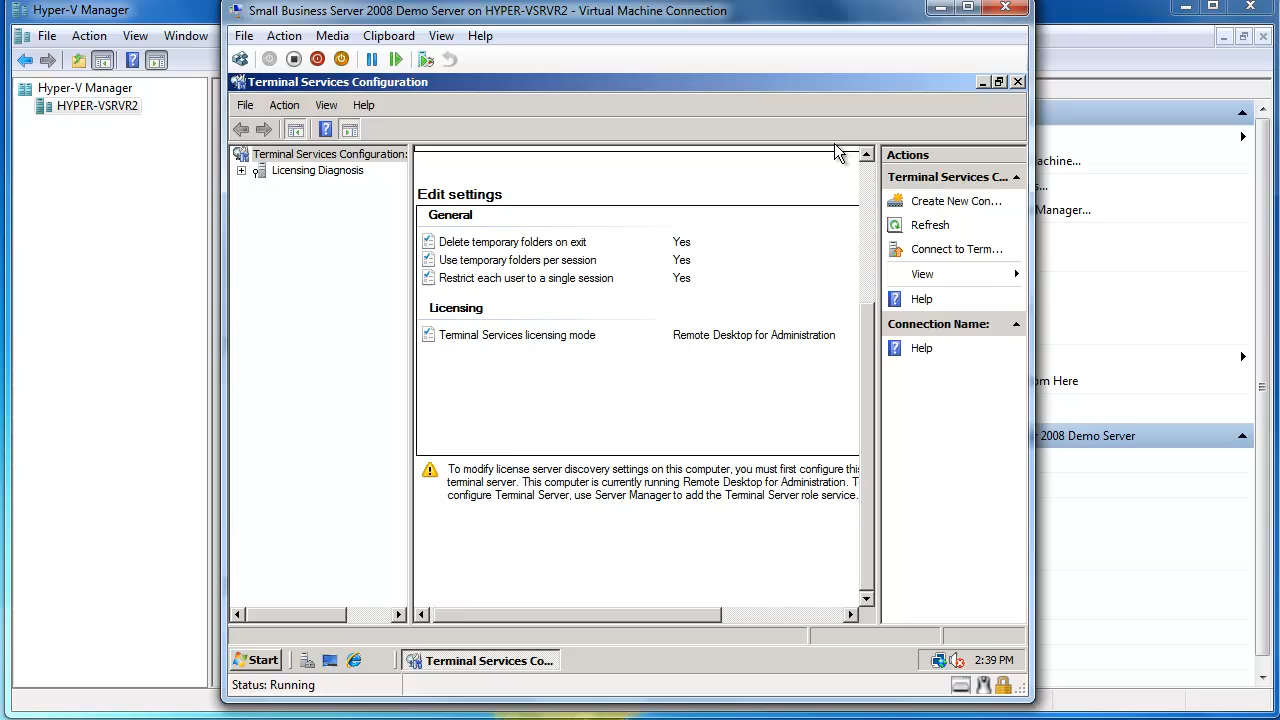 Hyper-V Manager
File Action View Window
Hyper-V Manager
HYPER-VSRVR2
Small Business Server 2008 Demo Server on HYPER-VSRVR2 - Virtual Machine Connection
File Action Media Clipboard View Help
Terminal Services Configuration
File Action View Help
Terminal Services Configuration:
Licensing Diagnosis
Edit settings
General
Delete temporary folders on exit Yes
Use temporary folders per session Yes
Restrict each user to a single session Yes
Licensing
Terminal Services licensing mode Remote Desktop for Administration
To modify license server discovery settings on this computer, you must first configure this
terminal server. This computer is currently running Remote Desktop for Administration. T
configure Terminal Server, use Server Manager to add the Terminal Server role service.
Actions
Terminal Services C...
Create New Con...
Refresh
Connect to Term...
View
Help
Connection Name:
Help
achine...
s...
Manager...
om Here
2008 Demo Server
Start
Terminal Services Co...
2:39 PM
Status: Running